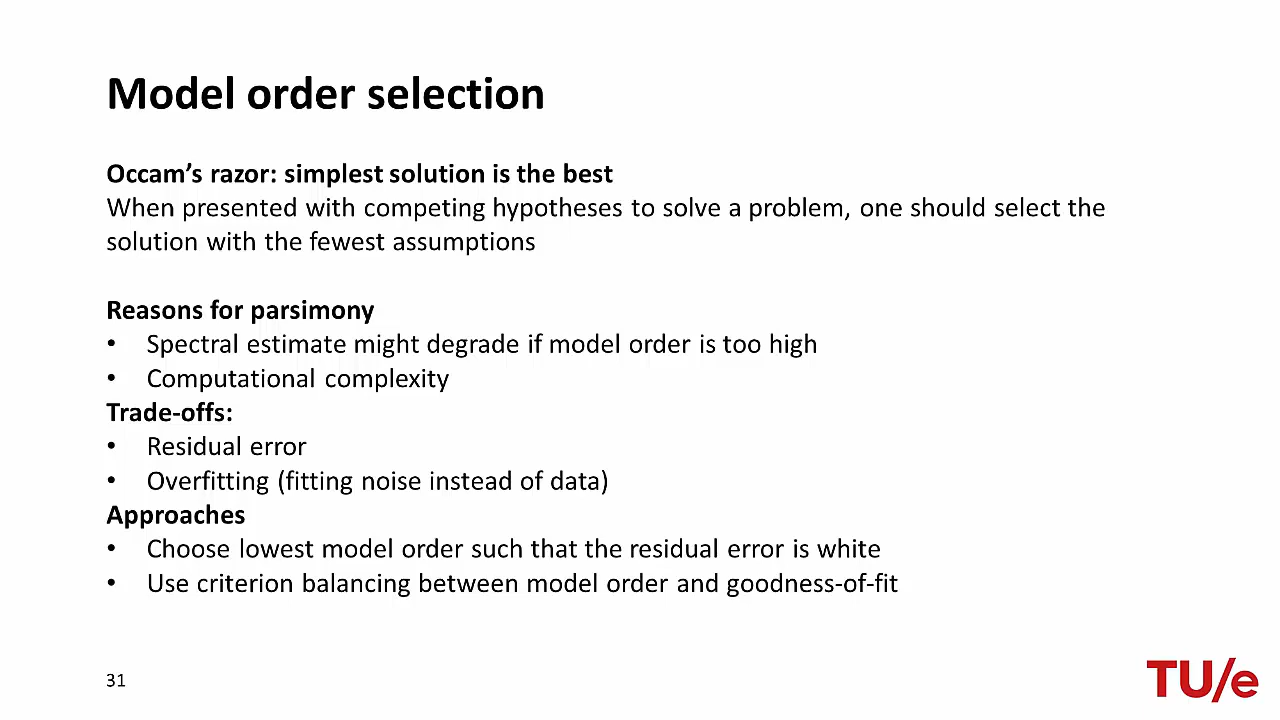 Model order selection
Occam’s razor: simplest solution is the best
When presented with competing hypotheses to solve a problem, one should select the
solution with the fewest assumptions
Reasons for parsimony
• Spectral estimate might degrade if model order is too high
• Computational complexity
Trade-offs:
• Residual error
• Overfitting (fitting noise instead of data)
Approaches
• Choose lowest model order such that the residual error is white
• Use criterion balancing between model order and goodness-of-fit
31
TU/e